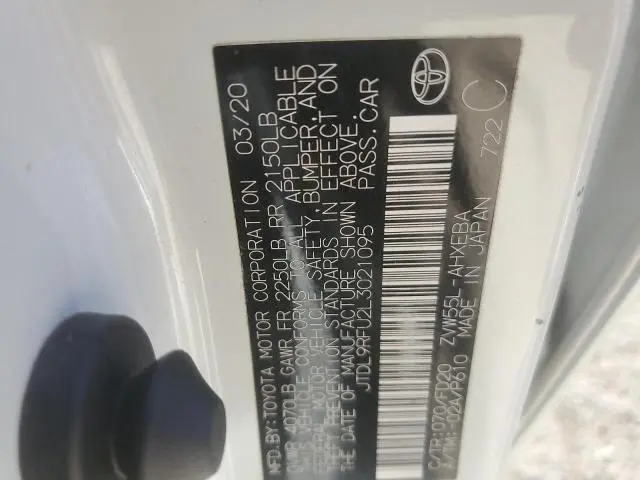 MFD.BY:TOYOTA MOTOR CORPORATION 03/20
GVWR 4070LB GAWR FR 2250LB RR 2150LB
THIS VEHICLE CONFORMS TO ALL APPLICABLE
FEDERAL MOTOR VEHICLE SAFETY, BUMPER, AND
THEFT PREVENTION STANDARDS IN EFFECT ON
THE DATE OF MANUFACTURE SHOWN ABOVE.
JTDL9RFU2L3021095 PASS.CAR
C/TR:070/FD20 ZVW55L-AHXEBA
A/TM:-02A/P610 MADE IN JAPAN 722 C